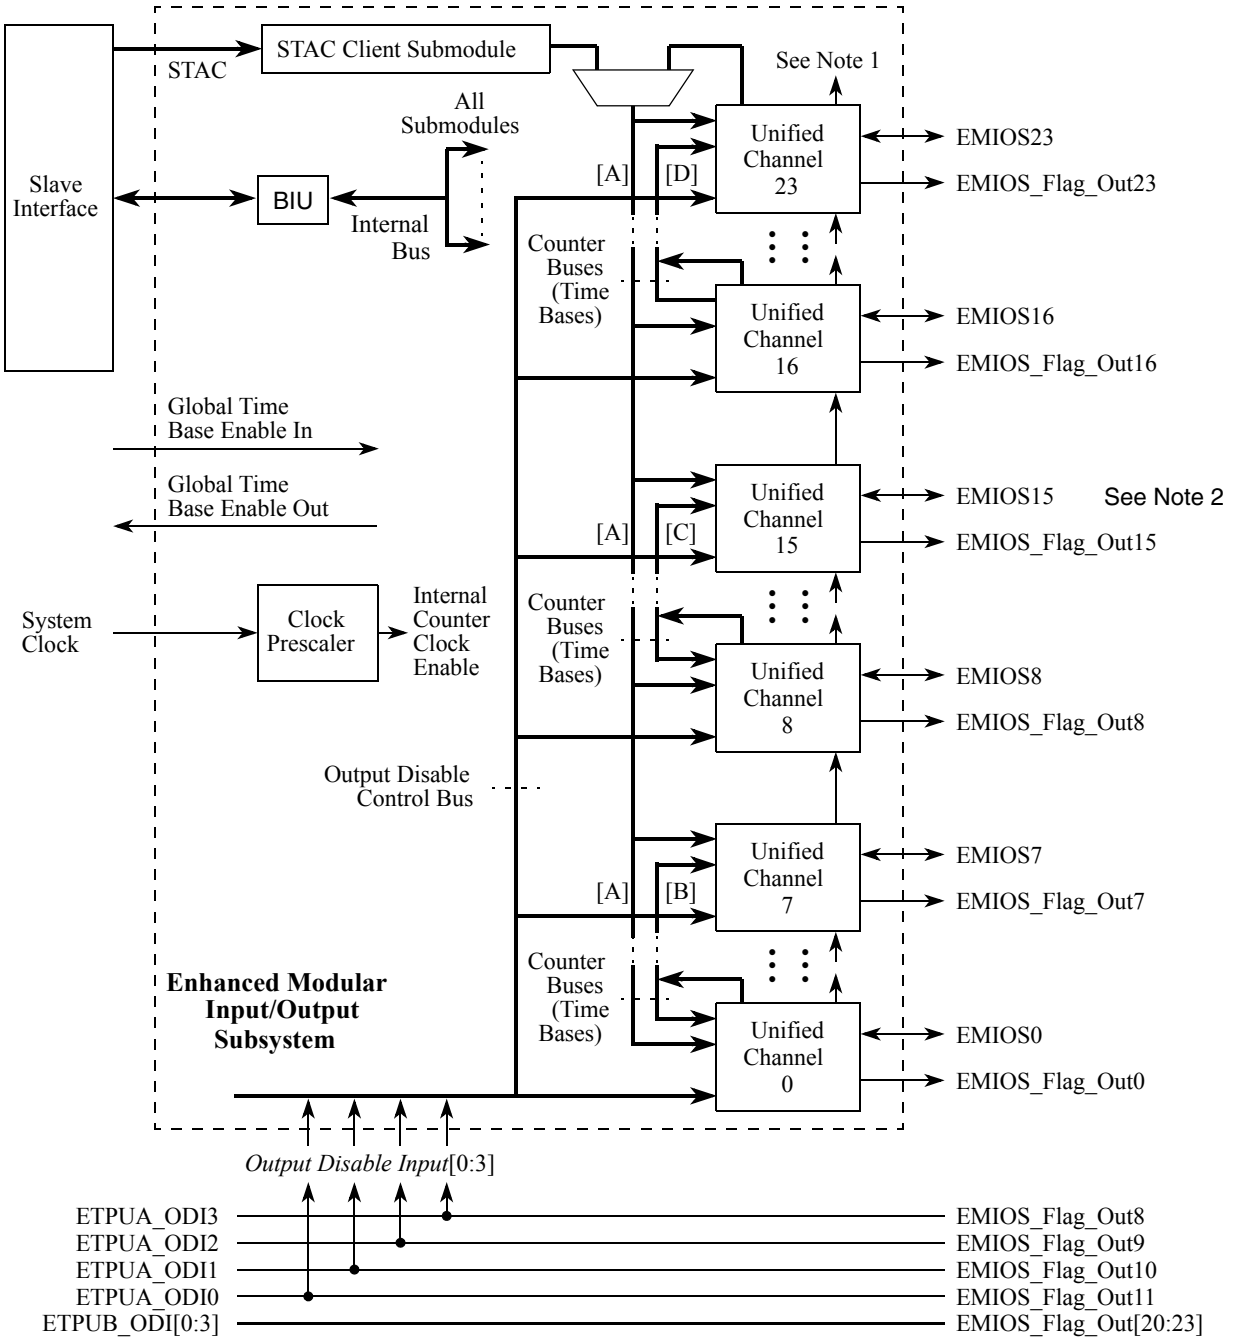 STAC Client Submodule
See Note 1
STAC
All
Submodules
Unified
Channel
23
EMIOS23
[A]
[D]
Slave
Interface
BIU
EMIOS_Flag_Out23
Internal
Bus
Counter
Buses
(Time
Bases)
Unified
Channel
16
EMIOS16
EMIOS_Flag_Out16
Global Time
Base Enable In
Global Time
Base Enable Out
Unified
Channel
15
EMIOS15
See Note 2
[A]
[C]
EMIOS_Flag_Out15
System
Clock
Clock
Prescaler
Internal
Counter
Clock
Enable
Counter
Buses
(Time
Bases)
Unified
Channel
8
EMIOS8
EMIOS_Flag_Out8
Output Disable
Control Bus
Unified
Channel
7
EMIOS7
[A]
[B]
EMIOS_Flag_Out7
Enhanced Modular
Input/Output
Subsystem
Counter
Buses
(Time
Bases)
Unified
Channel
0
EMIOS0
EMIOS_Flag_Out0
Output Disable Input[0:3]
ETPUA_ODI3
EMIOS_Flag_Out8
ETPUA_ODI2
EMIOS_Flag_Out9
ETPUA_ODI1
EMIOS_Flag_Out10
ETPUA_ODI0
EMIOS_Flag_Out11
ETPUB_ODI[0:3]
EMIOS_Flag_Out[20:23]